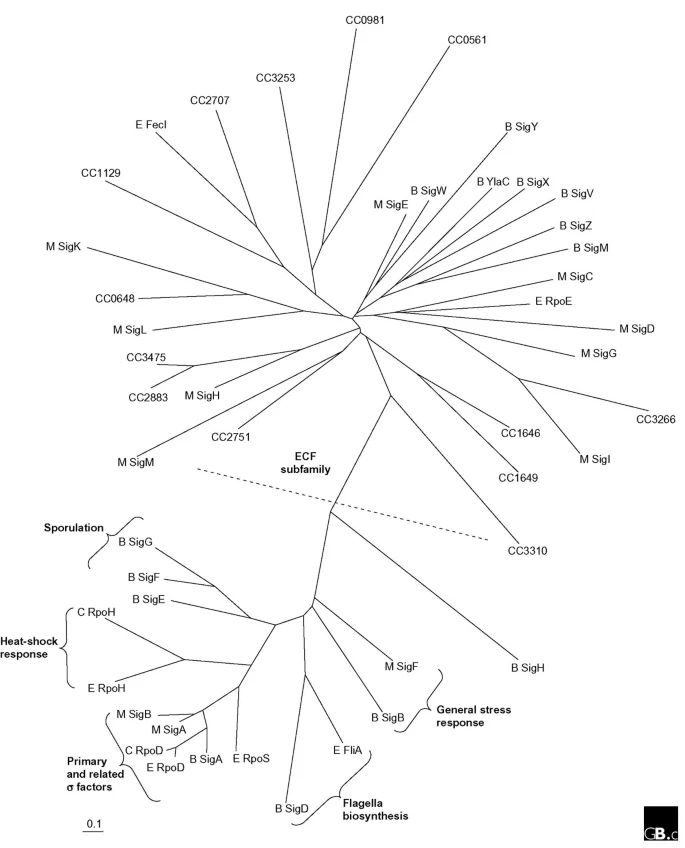 CC0981
CC0561
CC3253
CC2707
E FecI
B SigY
CC1129
B YlaC B SigX
B SigW
B SigV
M SigE
B SigZ
M SigK
B SigM
M SigC
CC0648
E RpoE
M SigL
M SigD
CC3475
M SigG
CC2883
M SigH
CC3266
CC2751
CC1646
M SigM
ECF
subfamily
M SigI
CC1649
Sporulation
B SigG
CC3310
B SigF
B SigE
C RpoH
Heat-shock
response
M SigF
B SigH
E RpoH
M SigB
B SigB
General stress
response
M SigA
C RpoD
E RpoD
B SigA
E RpoS
E FliA
Primary
and related
σ factors
B SigD
Flagella
biosynthesis
0.1
GB.c